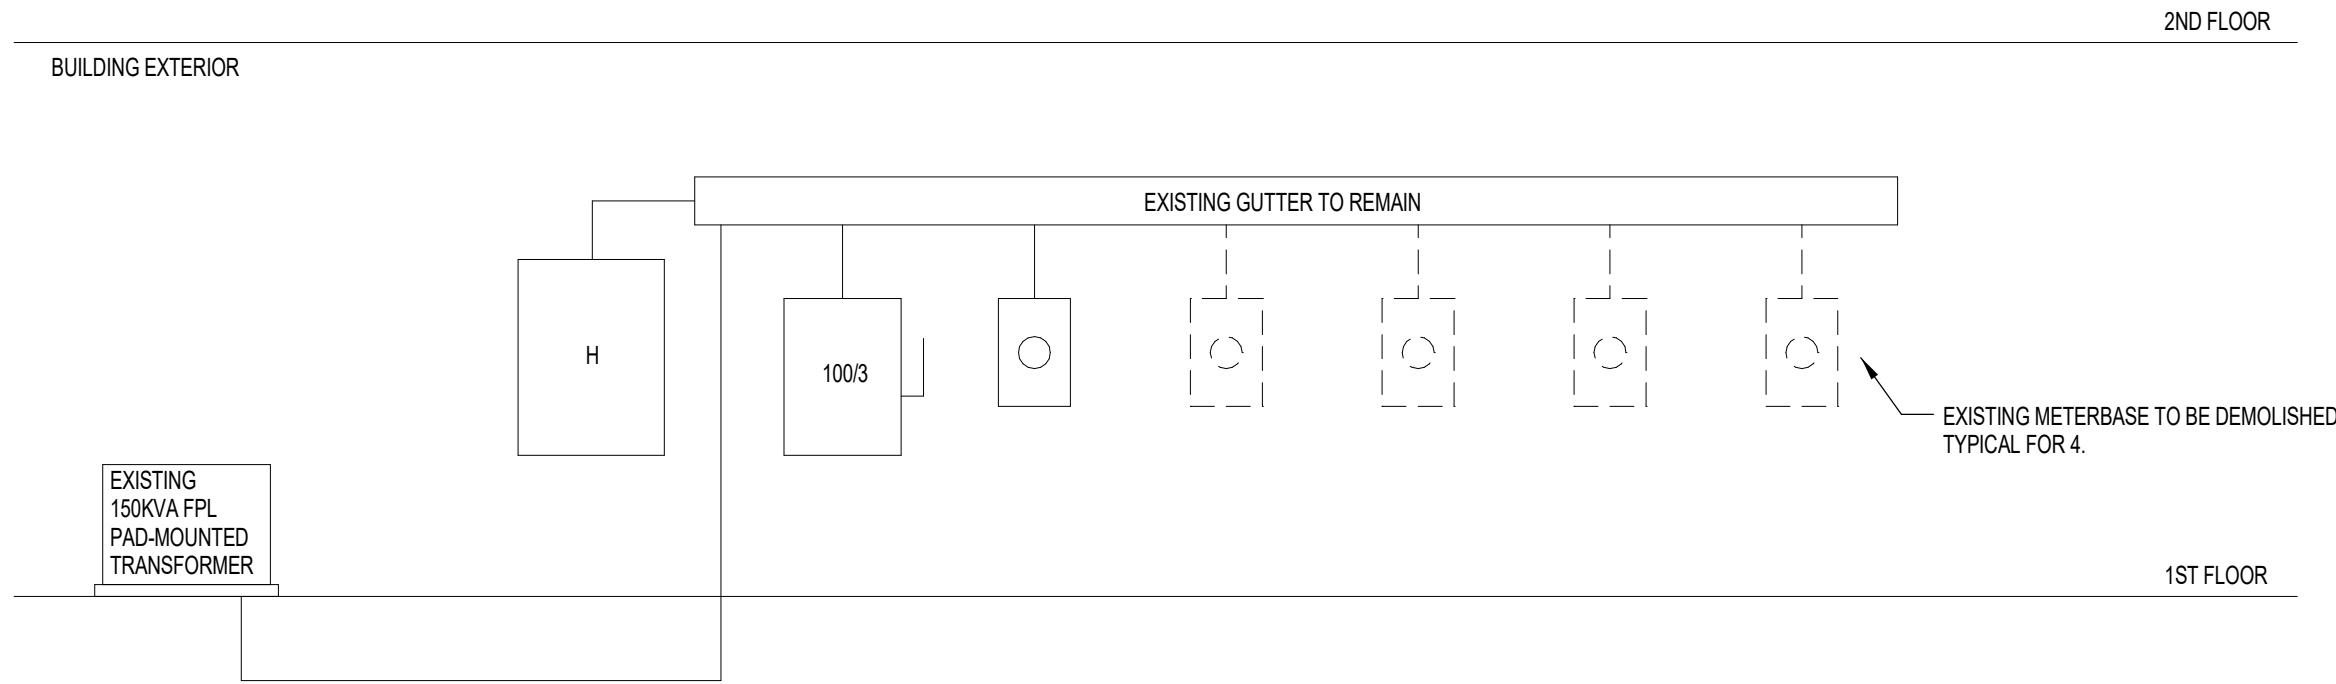 2ND FLOOR
BUILDING EXTERIOR
EXISTING GUTTER TO REMAIN
H
100/3
EXISTING METERBASE TO BE DEMOLISHED
TYPICAL FOR 4.
EXISTING
150KVA FPL
PAD-MOUNTED
TRANSFORMER
1ST FLOOR